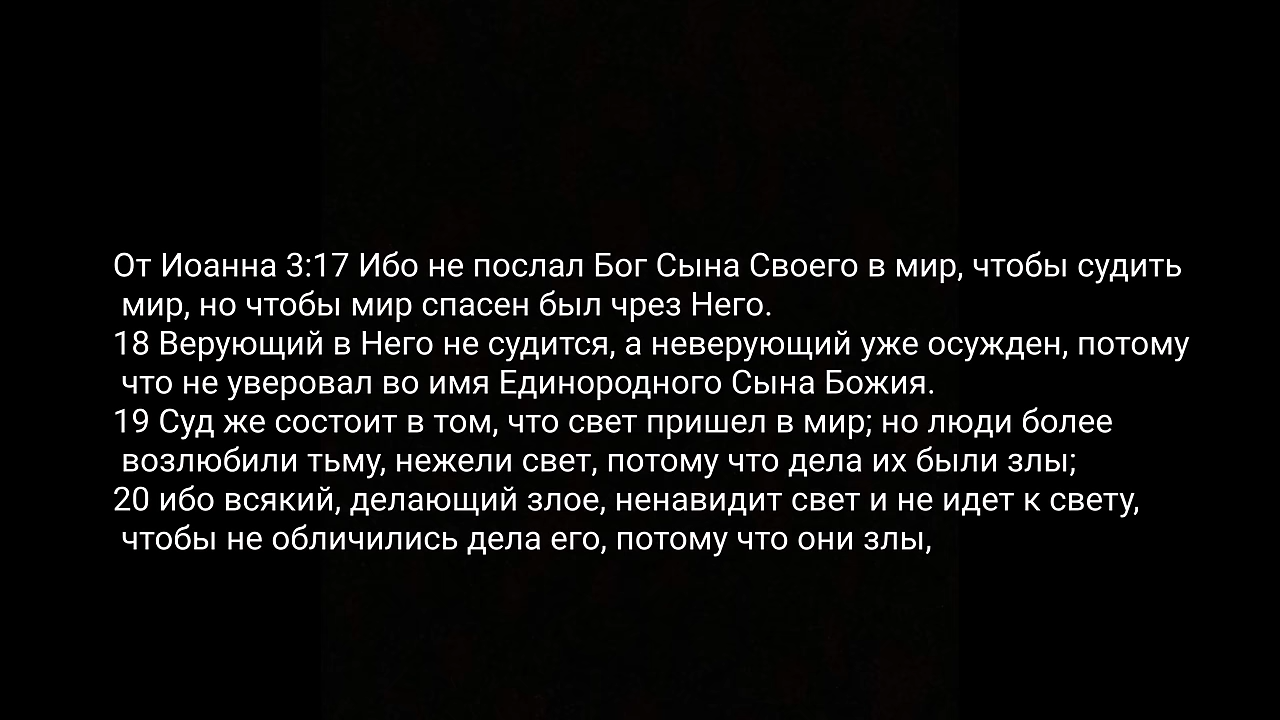 От Иоанна 3:17 Ибо не послал Бог Сына Своего в мир, чтобы судить
мир, но чтобы мир спасен был чрез Него.
18 Верующий в Него не судится, а неверующий уже осужден, потому
что не уверовал во имя Единородного Сына Божия.
19 Суд же состоит в том, что свет пришел в мир; но люди более
возлюбили тьму, нежели свет, потому что дела их были злы;
20 ибо всякий, делающий злое, ненавидит свет и не идет к свету,
чтобы не обличились дела его, потому что они злы,